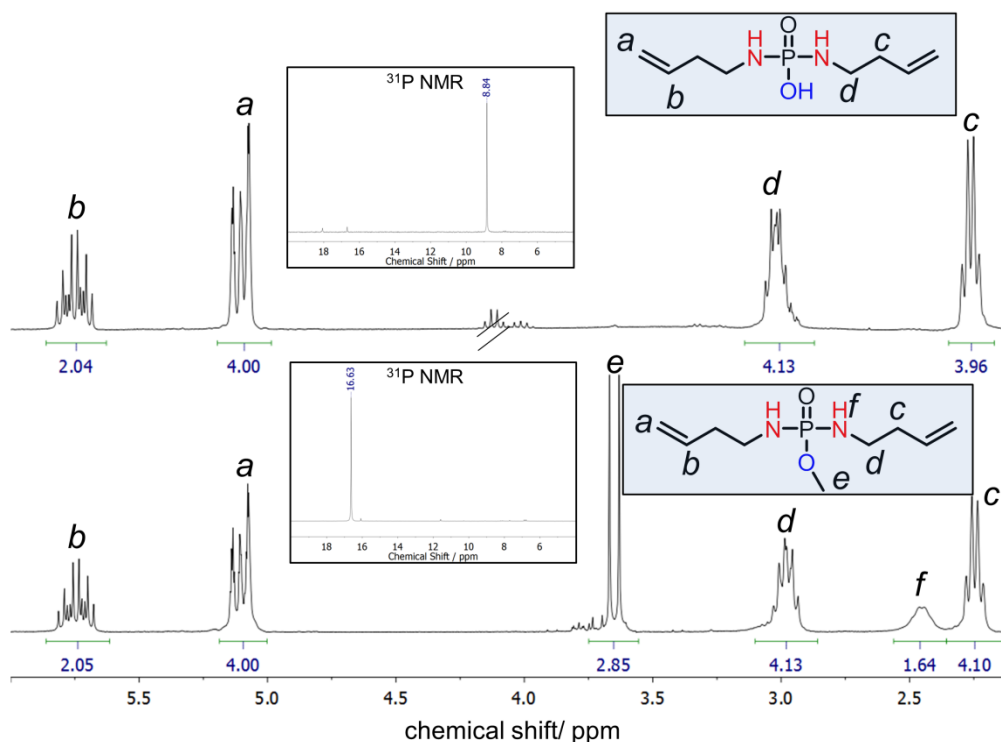 H O H
N P N
OH
a b c d
³¹P NMR
8.84
18 16 14 12 10 8 6
Chemical Shift / ppm
b a d c
2.04 4.00 4.13 3.96
H O H f
N P N
O
a b c d e
³¹P NMR
16.63
18 16 14 12 10 8 6
Chemical Shift / ppm
b a e d f c
2.05 4.00 2.85 4.13 1.64 4.10
5.5 5.0 4.5 4.0 3.5 3.0 2.5
chemical shift/ ppm